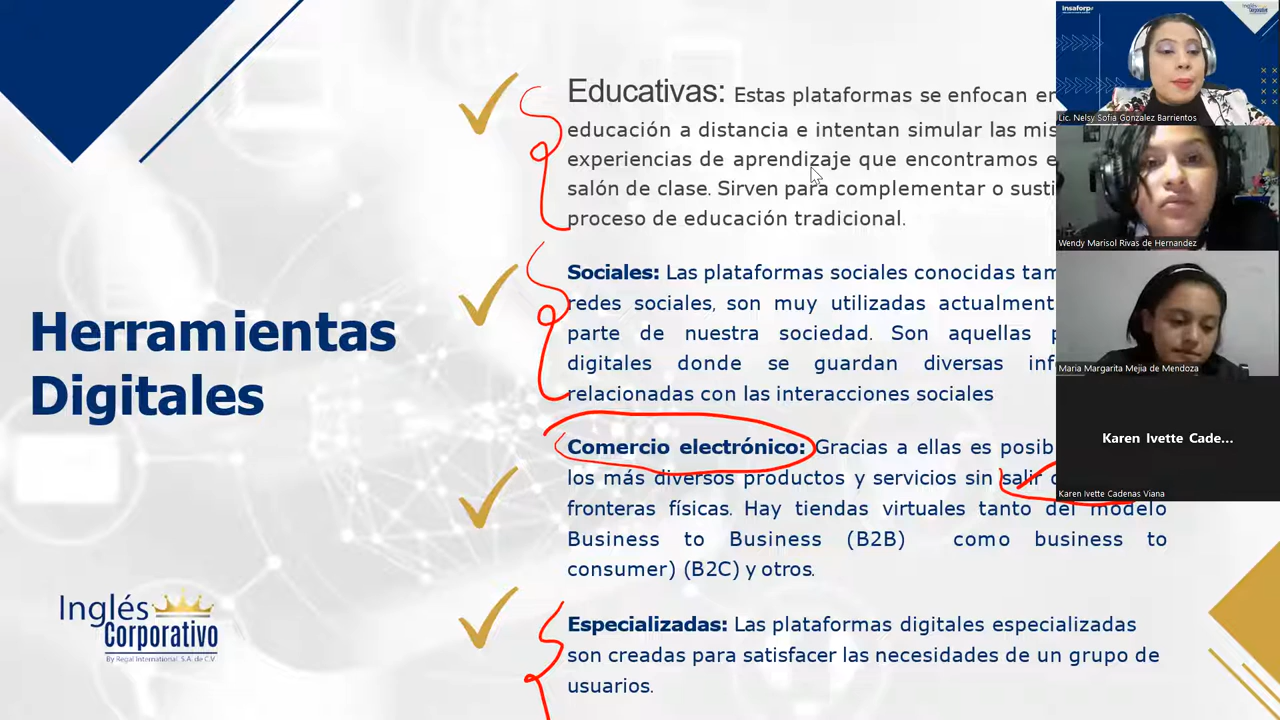 Herramientas
Digitales
Educativas: Estas plataformas se enfocan en
educación a distancia e intentan simular las
experiencias de aprendizaje que encontramos
salón de clase. Sirven para complementar o
proceso de educación tradicional.
Sociales: Las plataformas sociales conocidas
redes sociales, son muy utilizadas
parte de nuestra sociedad. Son aquellas
digitales donde se guardan diversas
relacionadas con las interacciones sociales
Comercio electrónico: Gracias a ellas es
los más diversos productos y servicios sin salir
fronteras físicas. Hay tiendas virtuales tanto del modelo
Business to Business (B2B) como business to
consumer) (B2C) y otros.
Especializadas: Las plataformas digitales especializadas
son creadas para satisfacer las necesidades de un grupo de
usuarios.
Inglés
Corporativo
By Regal International, S.A. de C.V.
insaforp
Lic. Nelsy Sofia Gonzalez Barrientos
Wendy Marisol Rivas de Hernandez
Maria Margarita Mejia de Mendoza
Karen Ivette Cade...
Karen Ivette Cadenas Viana